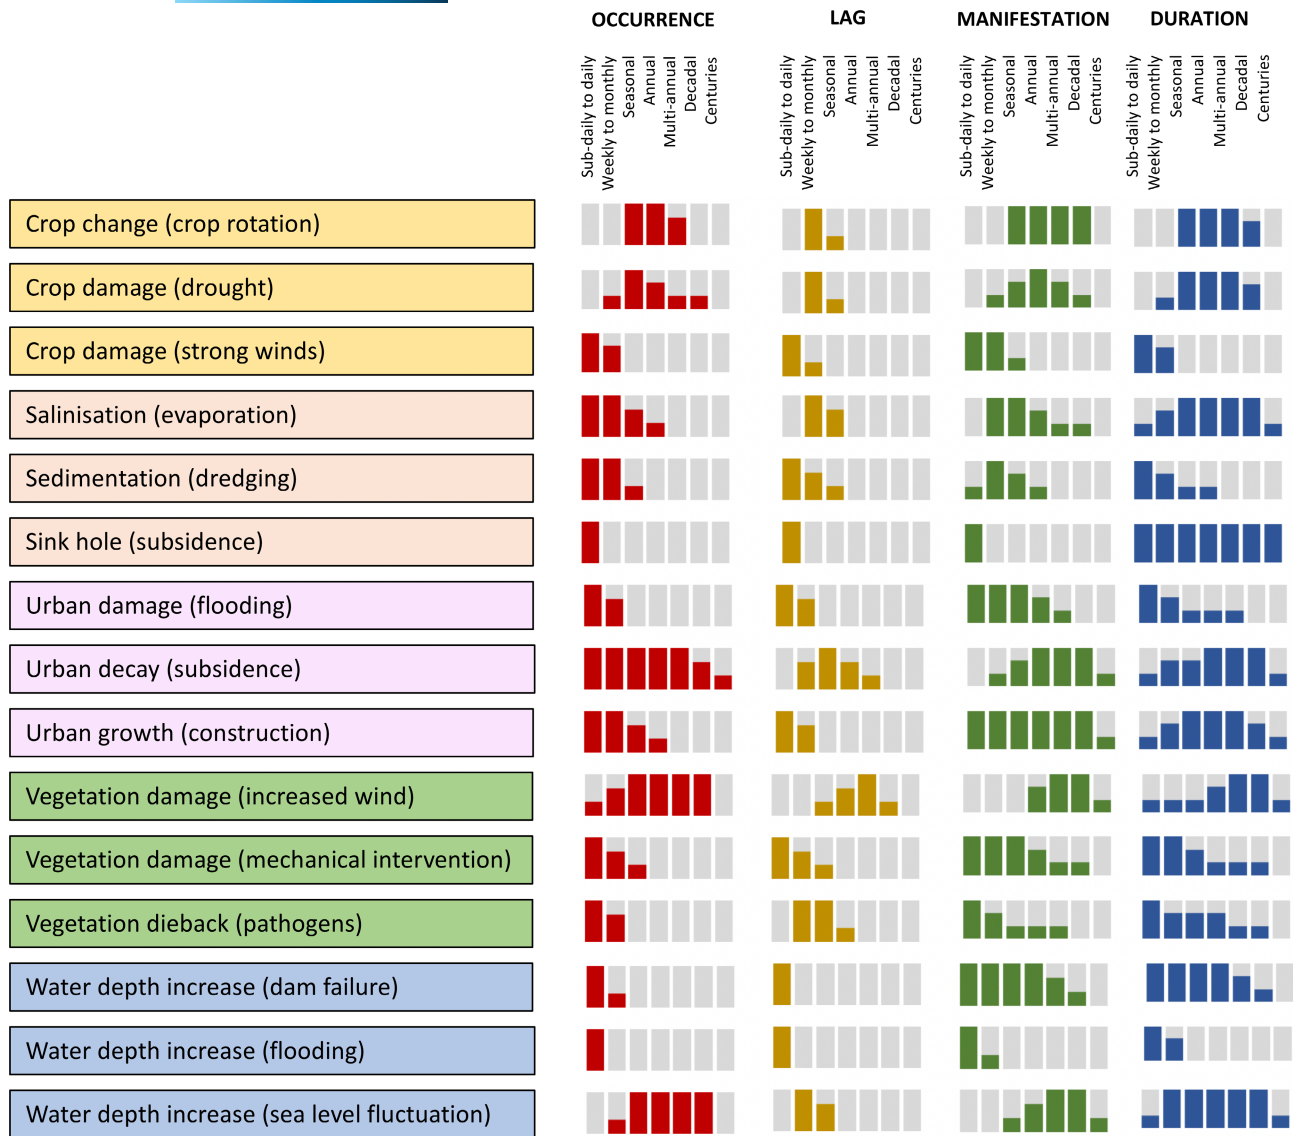 OCCURRENCE
LAG
MANIFESTATION
DURATION
Sub-daily to daily
Weekly to monthly
Seasonal
Annual
Multi-annual
Decadal
Centuries
Sub-daily to daily
Weekly to monthly
Seasonal
Annual
Multi-annual
Decadal
Centuries
Sub-daily to daily
Weekly to monthly
Seasonal
Annual
Multi-annual
Decadal
Centuries
Sub-daily to daily
Weekly to monthly
Seasonal
Annual
Multi-annual
Decadal
Centuries
Crop change (crop rotation)
Crop damage (drought)
Crop damage (strong winds)
Salinisation (evaporation)
Sedimentation (dredging)
Sink hole (subsidence)
Urban damage (flooding)
Urban decay (subsidence)
Urban growth (construction)
Vegetation damage (increased wind)
Vegetation damage (mechanical intervention)
Vegetation dieback (pathogens)
Water depth increase (dam failure)
Water depth increase (flooding)
Water depth increase (sea level fluctuation)